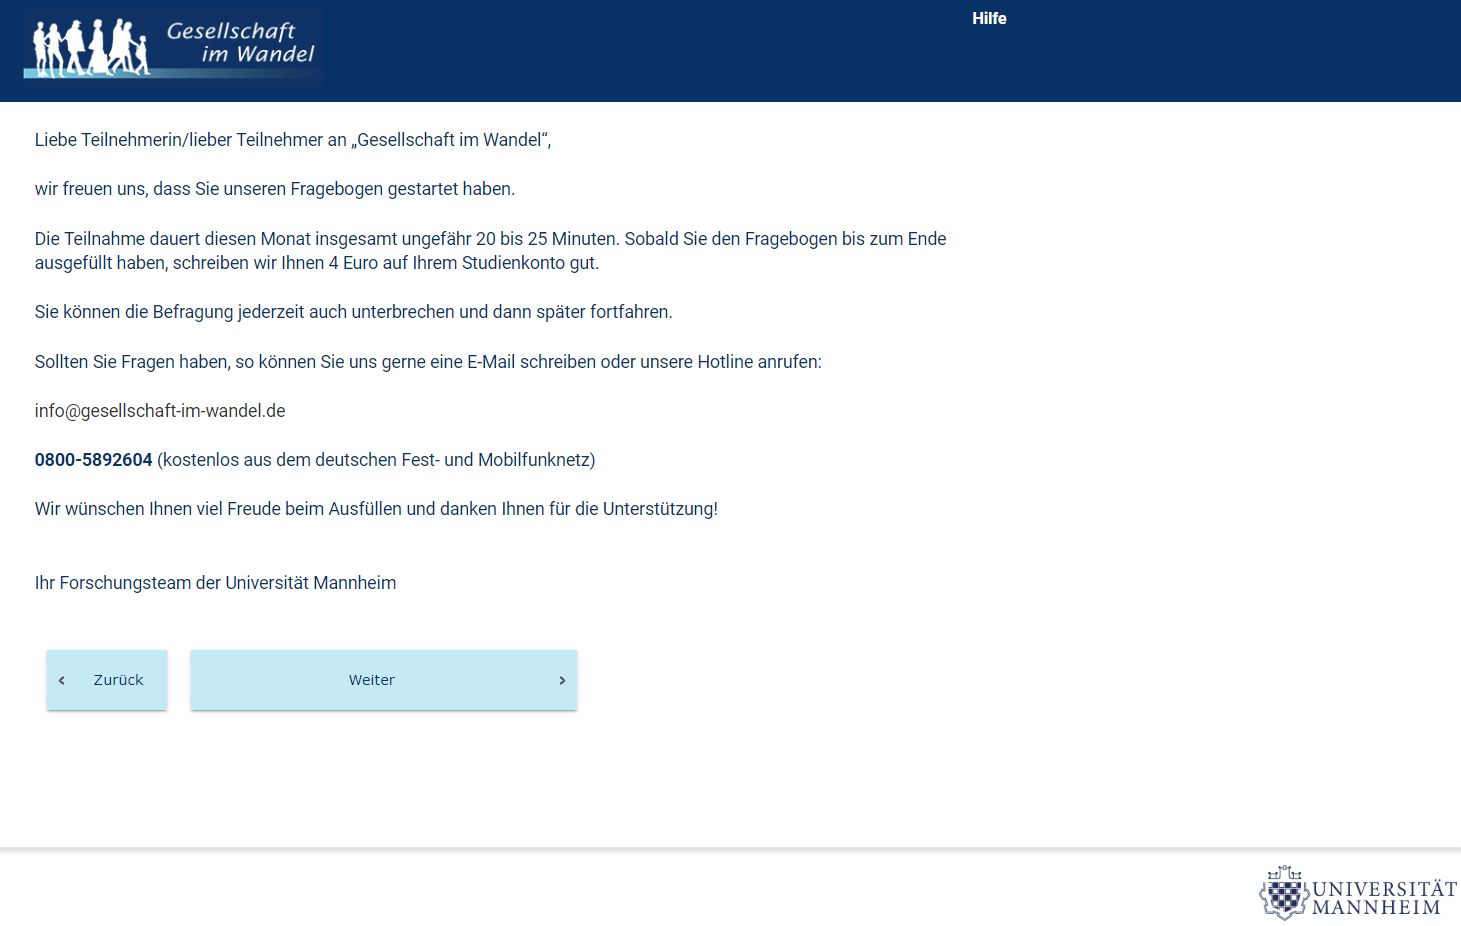 Gesellschaft
im Wandel
Hilfe
Liebe Teilnehmerin/lieber Teilnehmer an „Gesellschaft im Wandel“,
wir freuen uns, dass Sie unseren Fragebogen gestartet haben.
Die Teilnahme dauert diesen Monat insgesamt ungefähr 20 bis 25 Minuten. Sobald Sie den Fragebogen bis zum Ende
ausgefüllt haben, schreiben wir Ihnen 4 Euro auf Ihrem Studienkonto gut.
Sie können die Befragung jederzeit auch unterbrechen und dann später fortfahren.
Sollten Sie Fragen haben, so können Sie uns gerne eine E-Mail schreiben oder unsere Hotline anrufen:
info@gesellschaft-im-wandel.de
0800-5892604 (kostenlos aus dem deutschen Fest- und Mobilfunknetz)
Wir wünschen Ihnen viel Freude beim Ausfüllen und danken Ihnen für die Unterstützung!
Ihr Forschungsteam der Universität Mannheim
Zurück
Weiter
UNIVERSITÄT
MANNHEIM